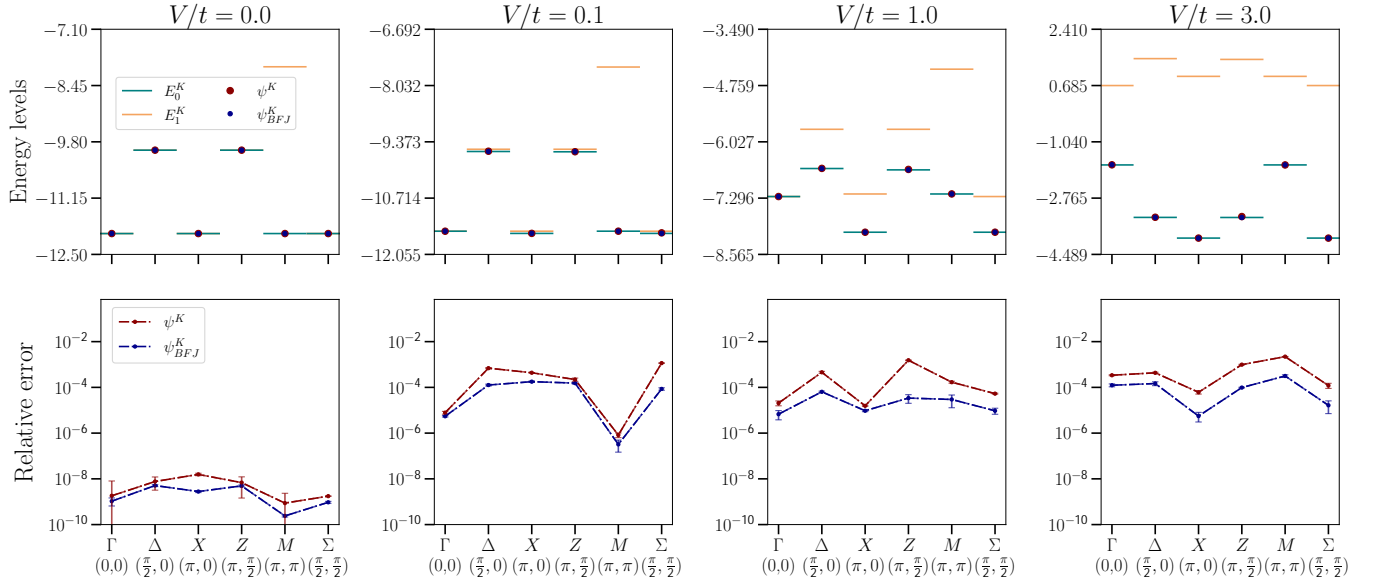 V/t = 0.0 V/t = 0.1 V/t = 1.0 V/t = 3.0
Energy levels
−7.10
−8.45
−9.80
−11.15
−12.50
E_0^K ψ^K
E_1^K ψ_{BFJ}^K
−6.692
−8.032
−9.373
−10.714
−12.055
−3.490
−4.759
−6.027
−7.296
−8.565
2.410
0.685
−1.040
−2.765
−4.489
Relative error
10^{−2}
10^{−4}
10^{−6}
10^{−8}
10^{−10}
ψ^K
ψ_{BFJ}^K
10^{−2}
10^{−4}
10^{−6}
10^{−8}
10^{−10}
10^{−2}
10^{−4}
10^{−6}
10^{−8}
10^{−10}
10^{−2}
10^{−4}
10^{−6}
10^{−8}
10^{−10}
Γ Δ X Z M Σ
(0,0) (π/2, 0) (π, 0) (π, π/2) (π, π) (π/2, π/2)
Γ Δ X Z M Σ
(0,0) (π/2, 0) (π, 0) (π, π/2) (π, π) (π/2, π/2)
Γ Δ X Z M Σ
(0,0) (π/2, 0) (π, 0) (π, π/2) (π, π) (π/2, π/2)
Γ Δ X Z M Σ
(0,0) (π/2, 0) (π, 0) (π, π/2) (π, π) (π/2, π/2)